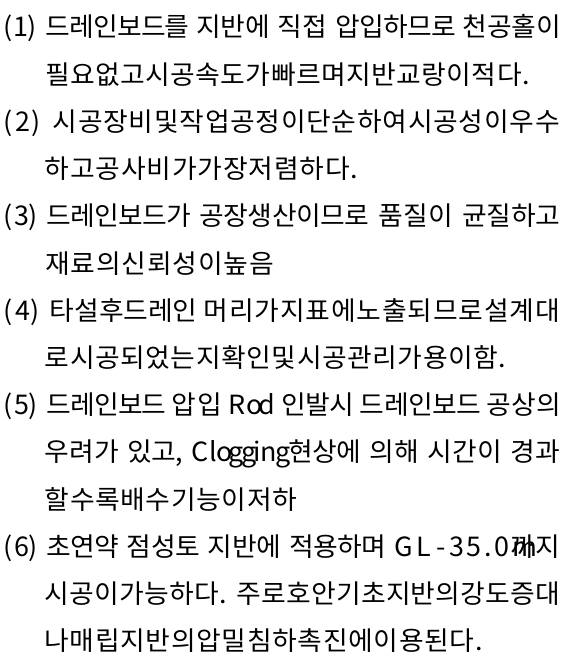 (1) 드레인보드를 지반에 직접 압입하므로 천공홀이
필요없고시공속도가빠르며지반교랑이적다.
(2) 시공장비및작업공정이단순하여시공성이우수
하고공사비가가장저렴하다.
(3) 드레인보드가 공장생산이므로 품질이 균질하고
재료의신뢰성이높음
(4) 타설후드레인 머리가지표에노출되므로설계대
로시공되었는지확인및시공관리가용이함.
(5) 드레인보드 압입 Rod 인발시 드레인보드 공상의
우려가 있고, Clogging현상에 의해 시간이 경과
할수록배수기능이저하
(6) 초연약 점성토 지반에 적용하며 GL-35.0m까지
시공이가능하다. 주로호안기초지반의강도증대
나매립지반의압밀침하촉진에이용된다.